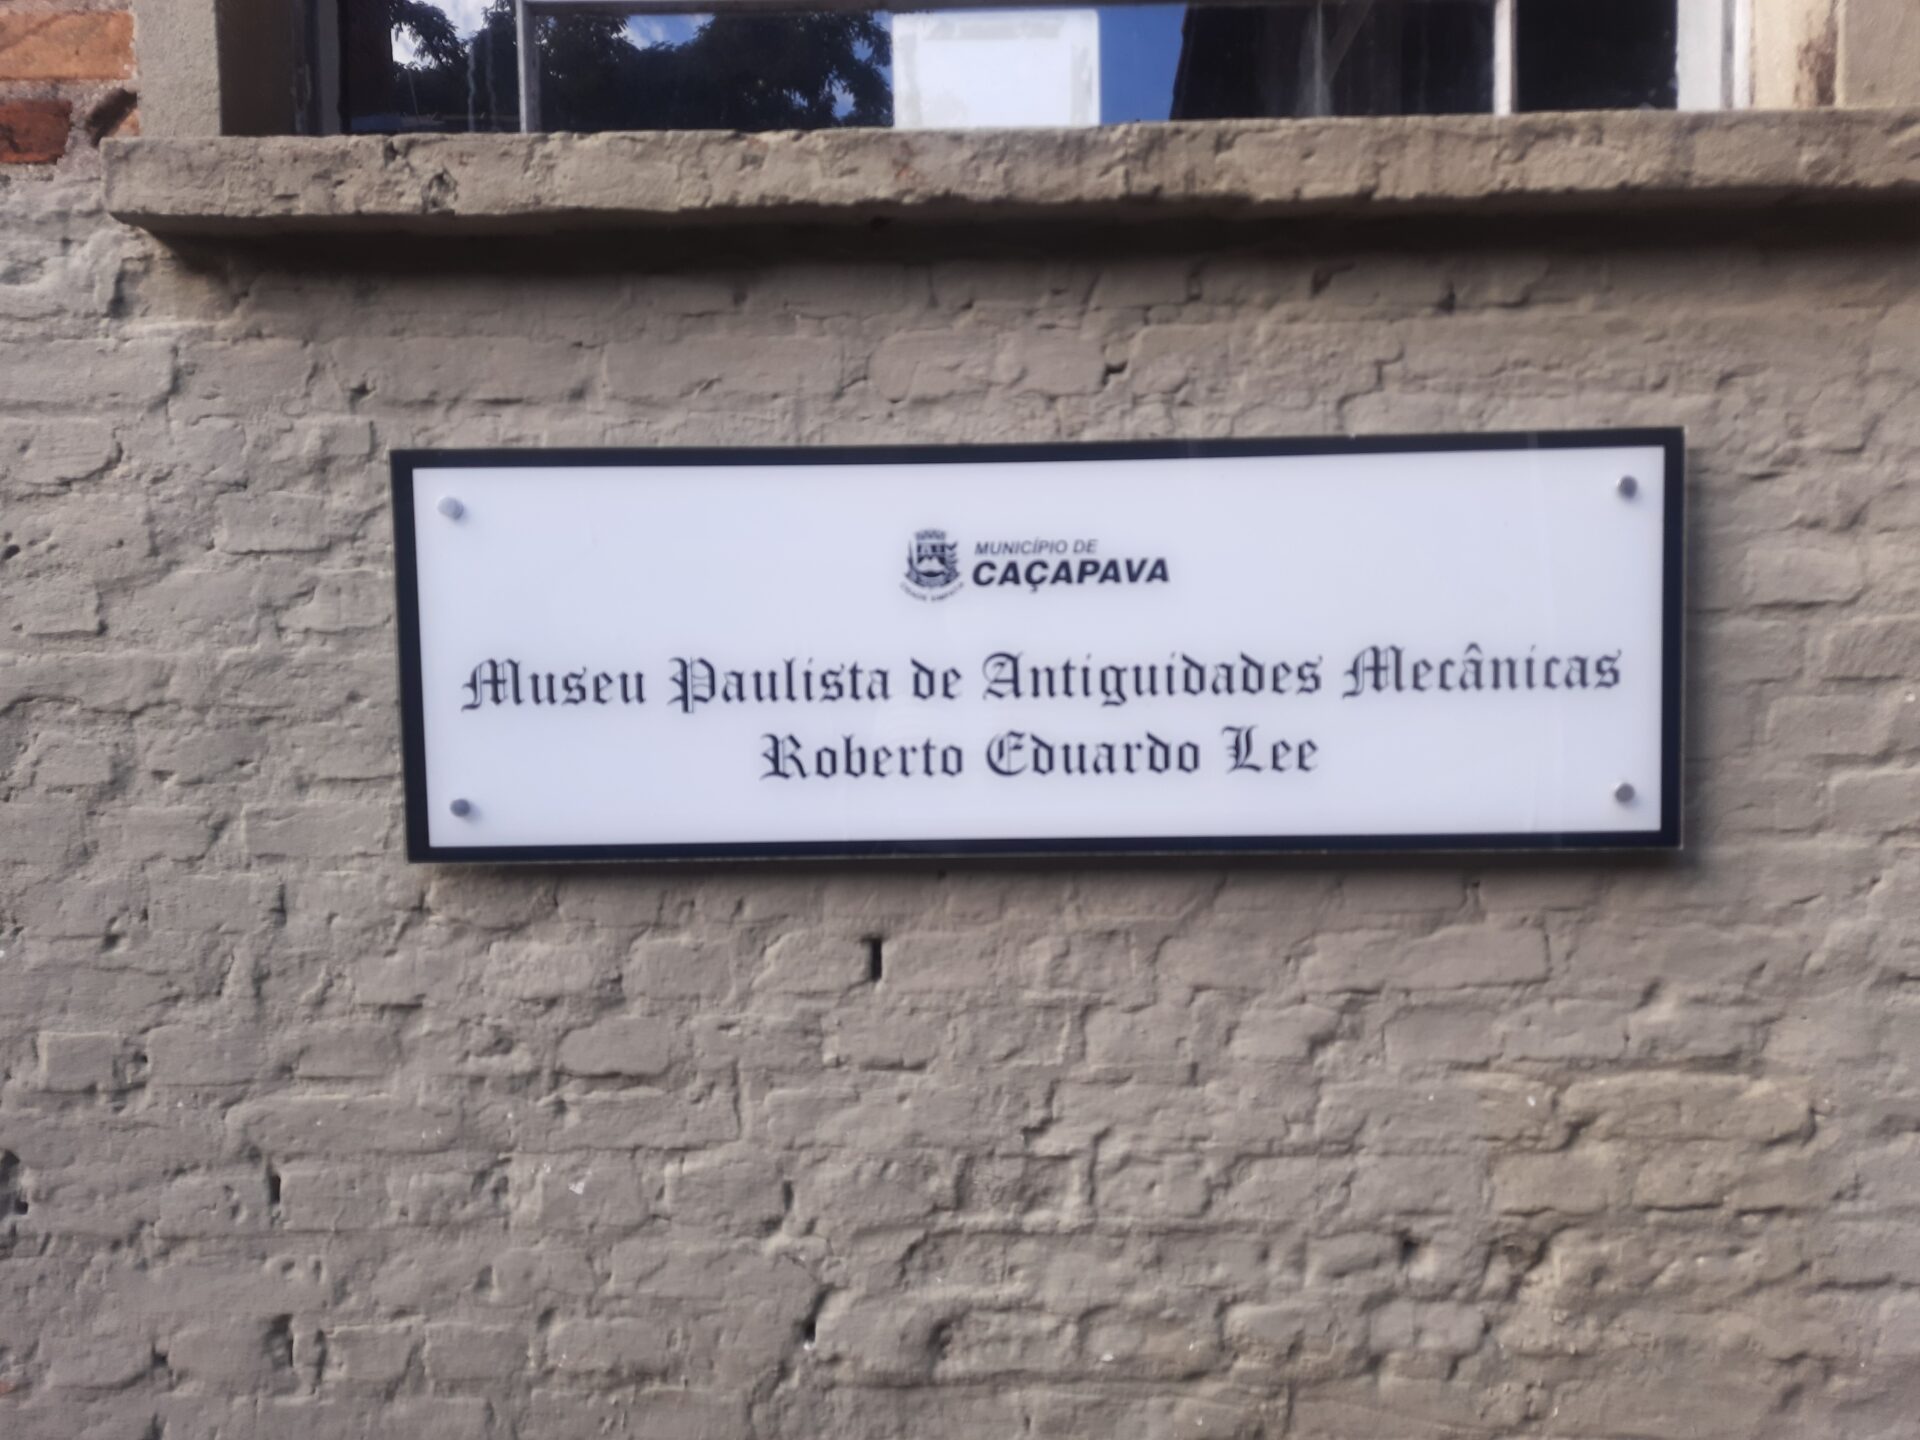 MUNICÍPIO DE
CAÇAPAVA
Museu Paulista de Antiguidades Mecânicas
Roberto Eduardo Lee